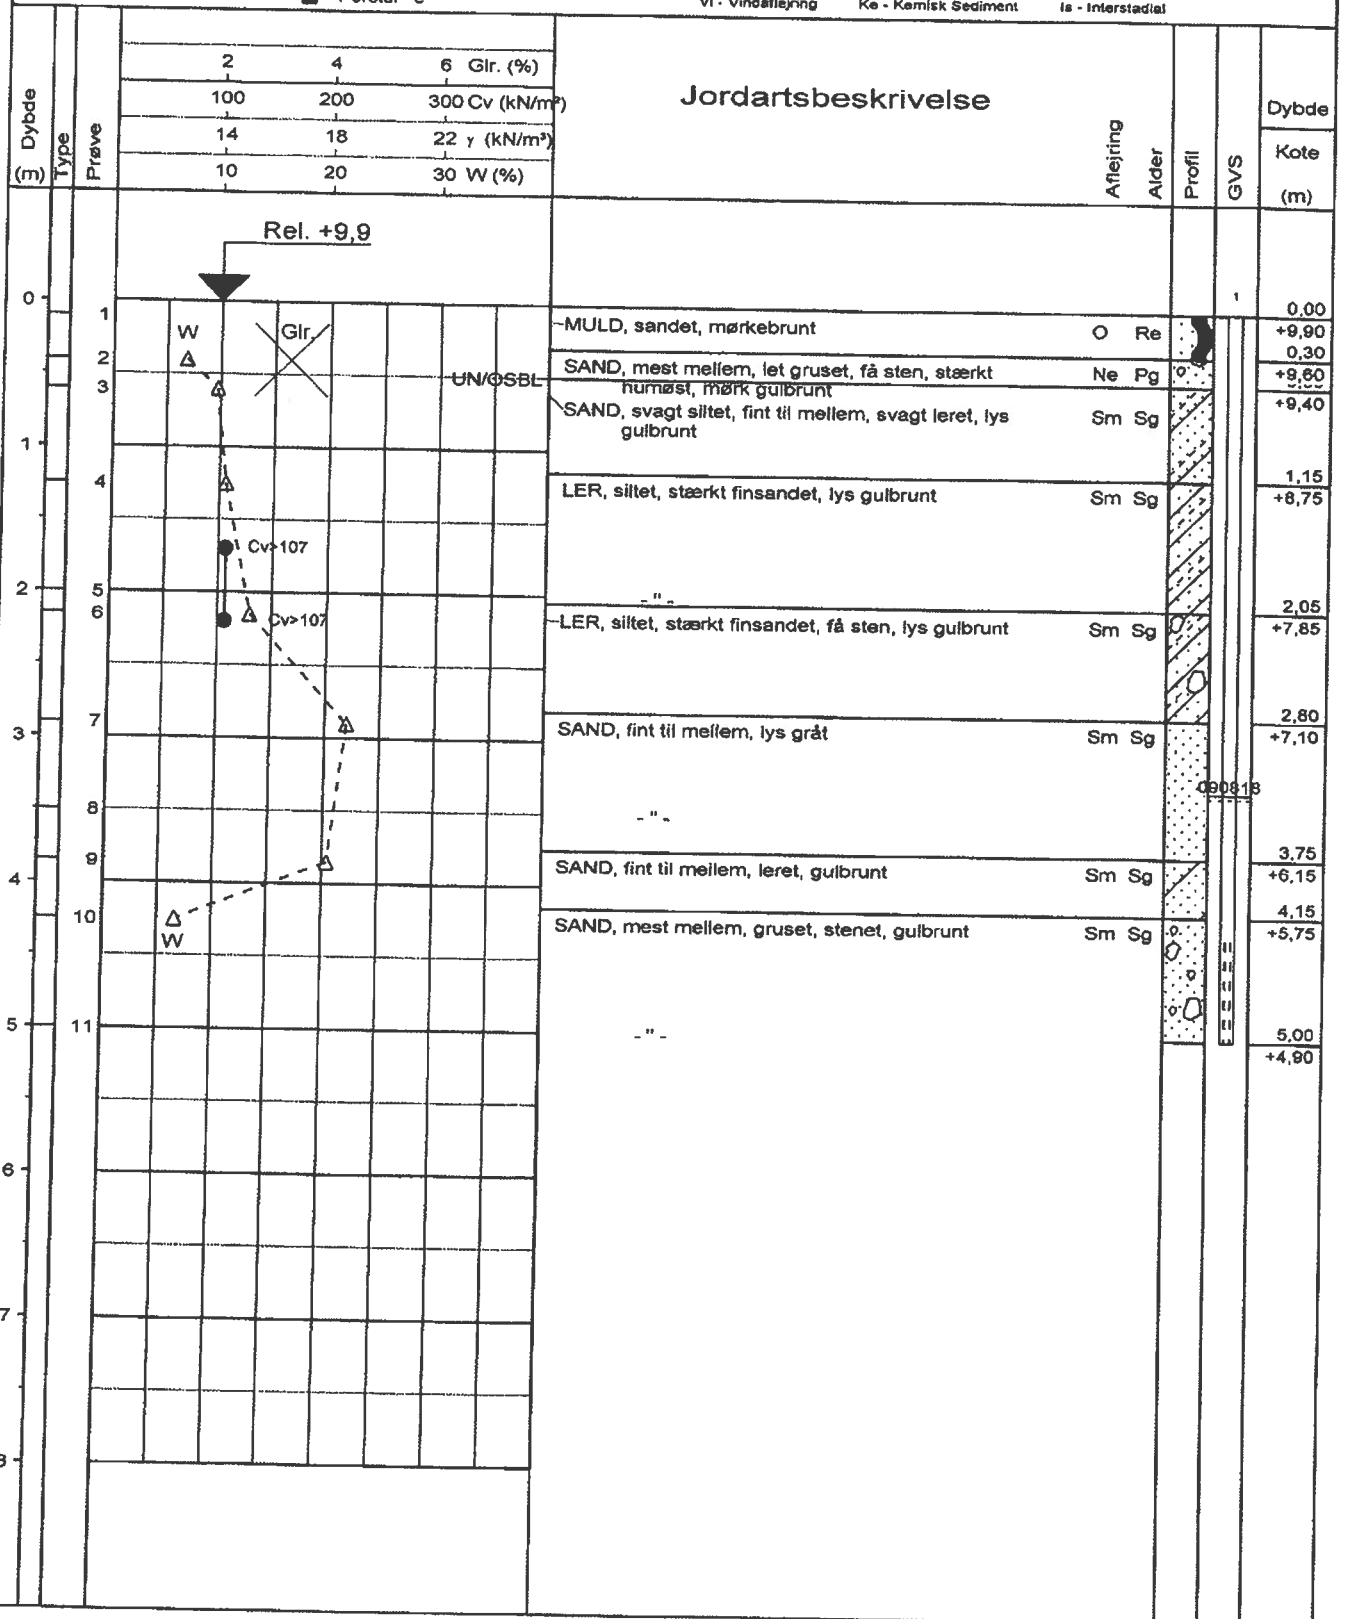 Vi - Vindaflejring Ke - Kemisk Sediment Is - Interstadial
2 4 6 Glr. (%)
100 200 300 Cv (kN/m²)
14 18 22 γ (kN/m³)
10 20 30 W (%)
Dybde
(m)
Type
Prøve
Jordartsbeskrivelse
Aflejring
Alder
Profil
GVS
Dybde
Kote
(m)
Rel. +9,9
0
1
2
3
4
5
6
7
8
1
2
3
4
5
6
7
8
9
10
11
W
Glr.
UN/OSBL
Cv>107
Cv>107
W
1
0,00
MULD, sandet, mørkebrunt O Re +9,90
0,30
SAND, mest mellem, let gruset, få sten, stærkt Ne Pg +9,60
humøst, mørk gulbrunt
SAND, svagt siltet, fint til mellem, svagt leret, lys Sm Sg +9,40
gulbrunt
1,15
LER, siltet, stærkt finsandet, lys gulbrunt Sm Sg +8,75
- " -
2,05
LER, siltet, stærkt finsandet, få sten, lys gulbrunt Sm Sg +7,85
2,80
SAND, fint til mellem, lys gråt Sm Sg +7,10
090818
- " -
3,75
SAND, fint til mellem, leret, gulbrunt Sm Sg +6,15
4,15
SAND, mest mellem, gruset, stenet, gulbrunt Sm Sg +5,75
- " -
5,00
+4,90